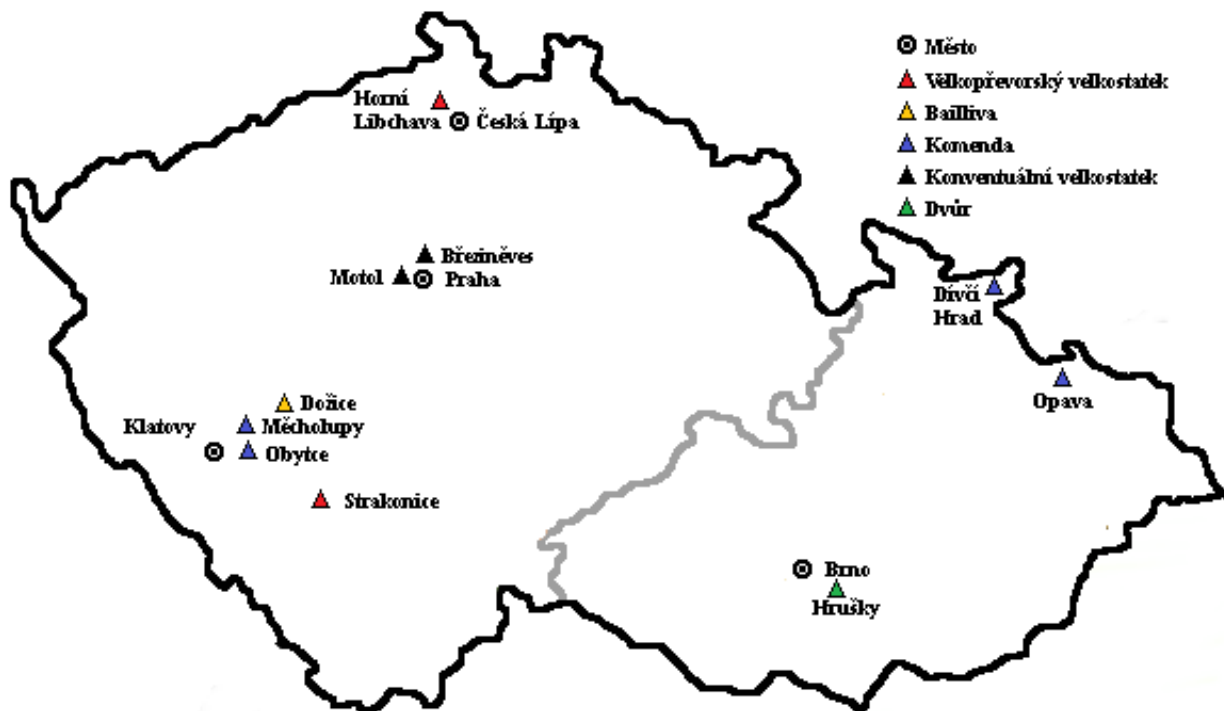 Město
Velkopřevorský velkostatek
Bailliva
Komenda
Konventuální velkostatek
Dvůr
Horní
Libchava
Česká Lípa
Březiněves
Motol
Praha
Dívčí
Hrad
Opava
Dožice
Klatovy
Měcholupy
Obytce
Strakonice
Brno
Hrušky